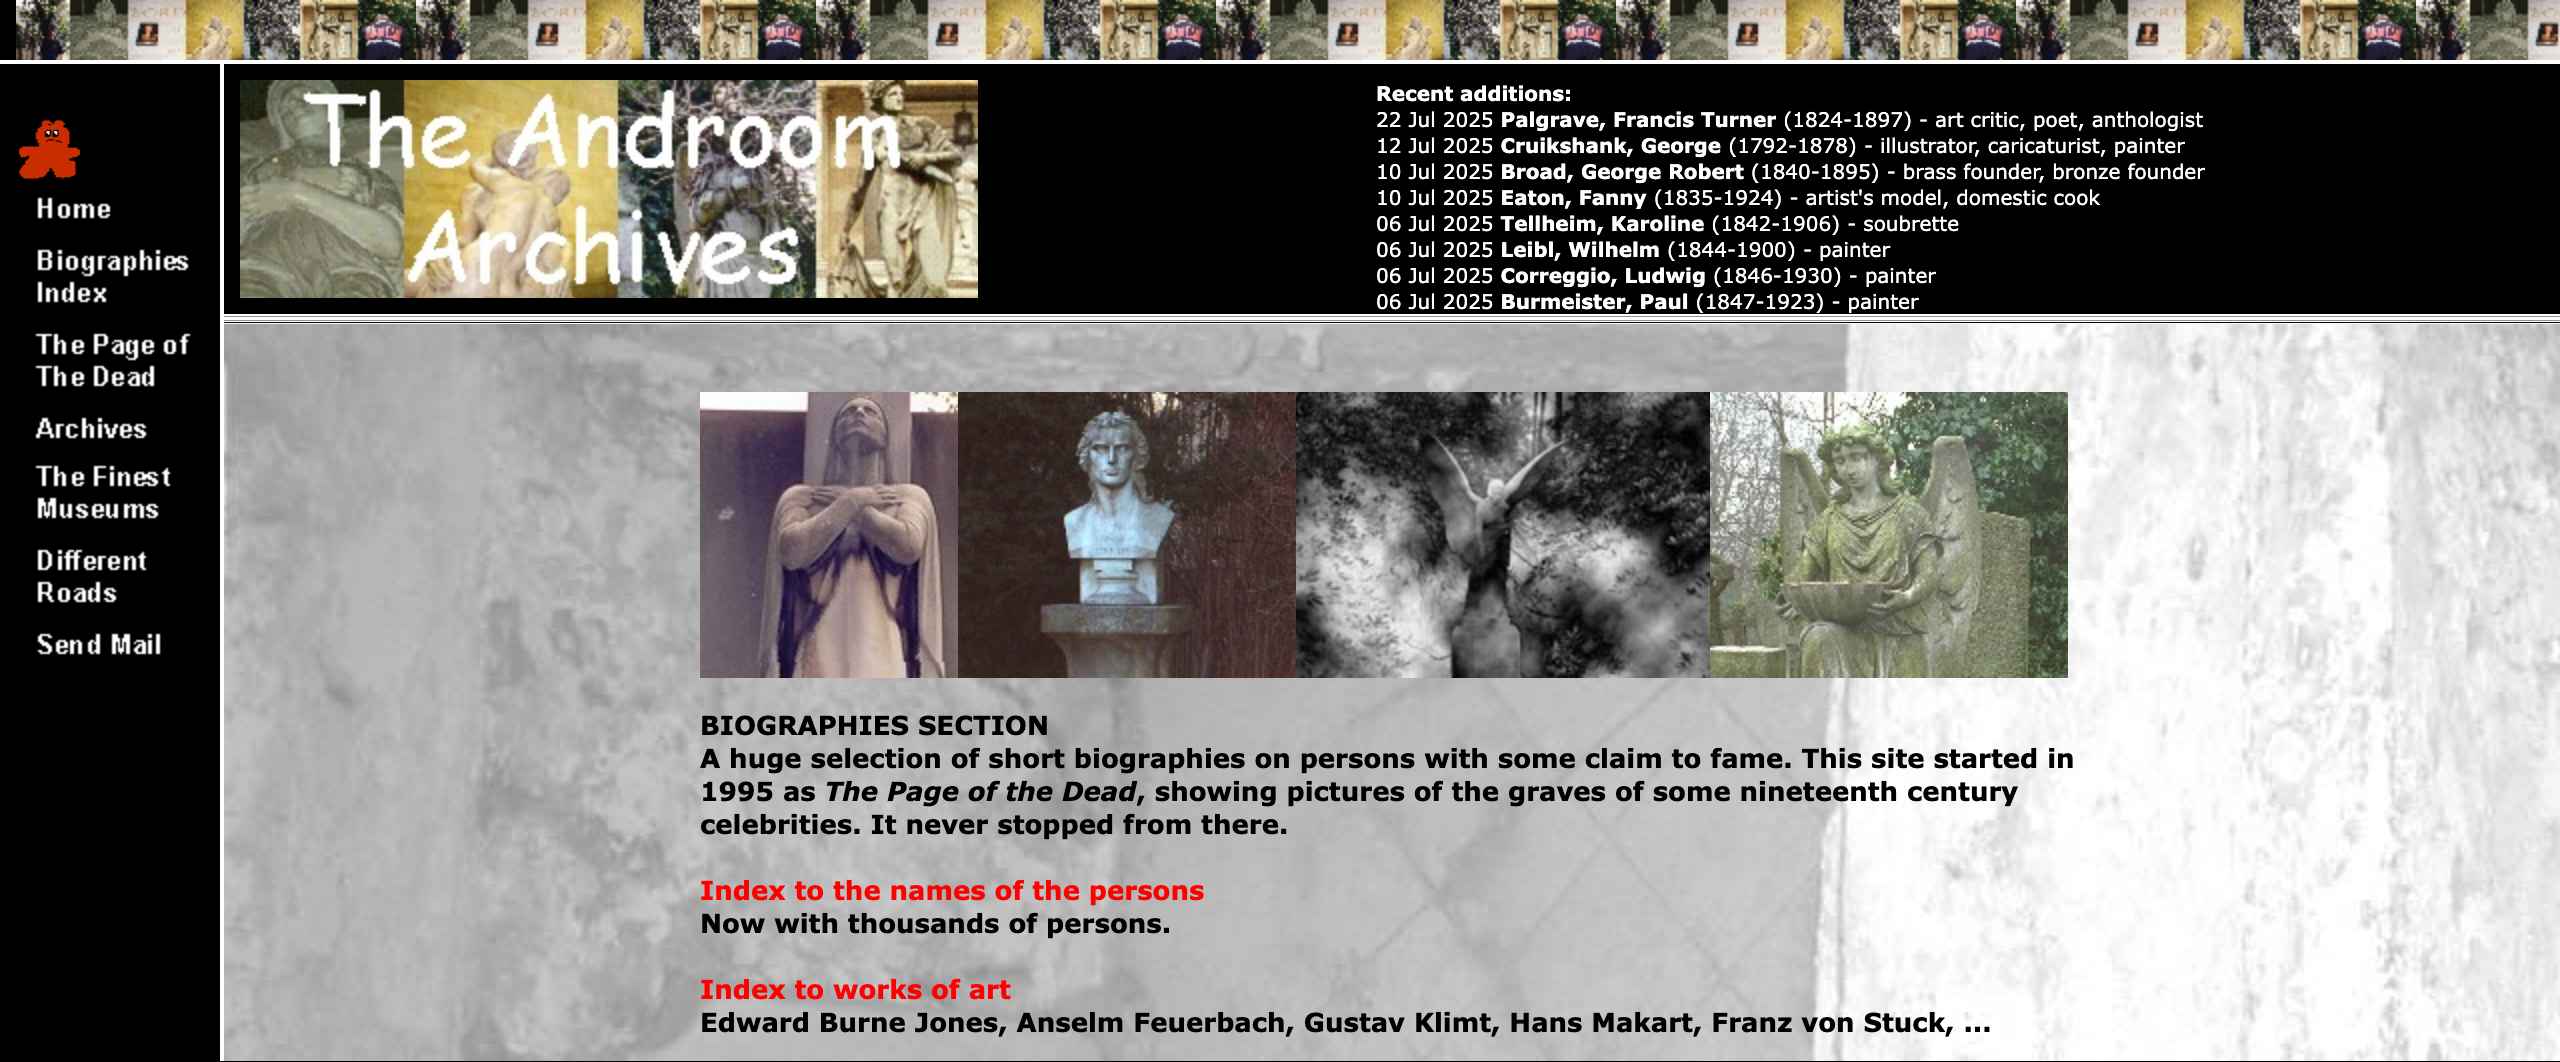 The Androom
Archives
Recent additions:
22 Jul 2025 Palgrave, Francis Turner (1824-1897) - art critic, poet, anthologist
12 Jul 2025 Cruikshank, George (1792-1878) - illustrator, caricaturist, painter
10 Jul 2025 Broad, George Robert (1840-1895) - brass founder, bronze founder
10 Jul 2025 Eaton, Fanny (1835-1924) - artist's model, domestic cook
06 Jul 2025 Tellheim, Karoline (1842-1906) - soubrette
06 Jul 2025 Leibl, Wilhelm (1844-1900) - painter
06 Jul 2025 Correggio, Ludwig (1846-1930) - painter
06 Jul 2025 Burmeister, Paul (1847-1923) - painter
Home
Biographies
Index
The Page of
The Dead
Archives
The Finest
Museums
Different
Roads
Send Mail
BIOGRAPHIES SECTION
A huge selection of short biographies on persons with some claim to fame. This site started in
1995 as The Page of the Dead, showing pictures of the graves of some nineteenth century
celebrities. It never stopped from there.
Index to the names of the persons
Now with thousands of persons.
Index to works of art
Edward Burne Jones, Anselm Feuerbach, Gustav Klimt, Hans Makart, Franz von Stuck, ...